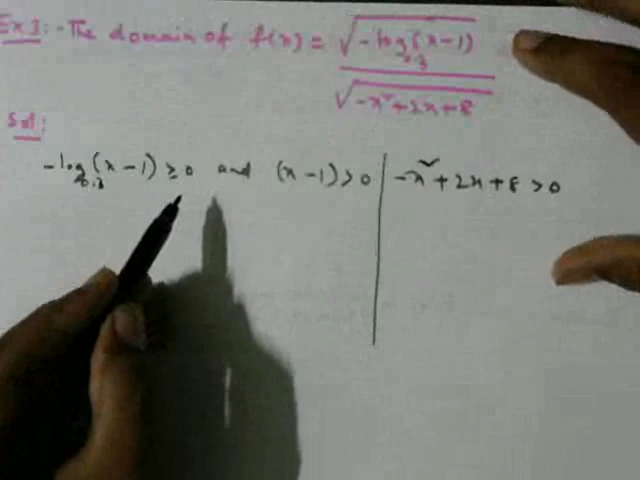 Ex 3:- The domain of f(x) = √-log₀.₃(x-1) / √-x²+2x+8
Sol:
-log₀.₃(x-1) ≥ 0 and (x-1) > 0 | -x²+2x+8 > 0